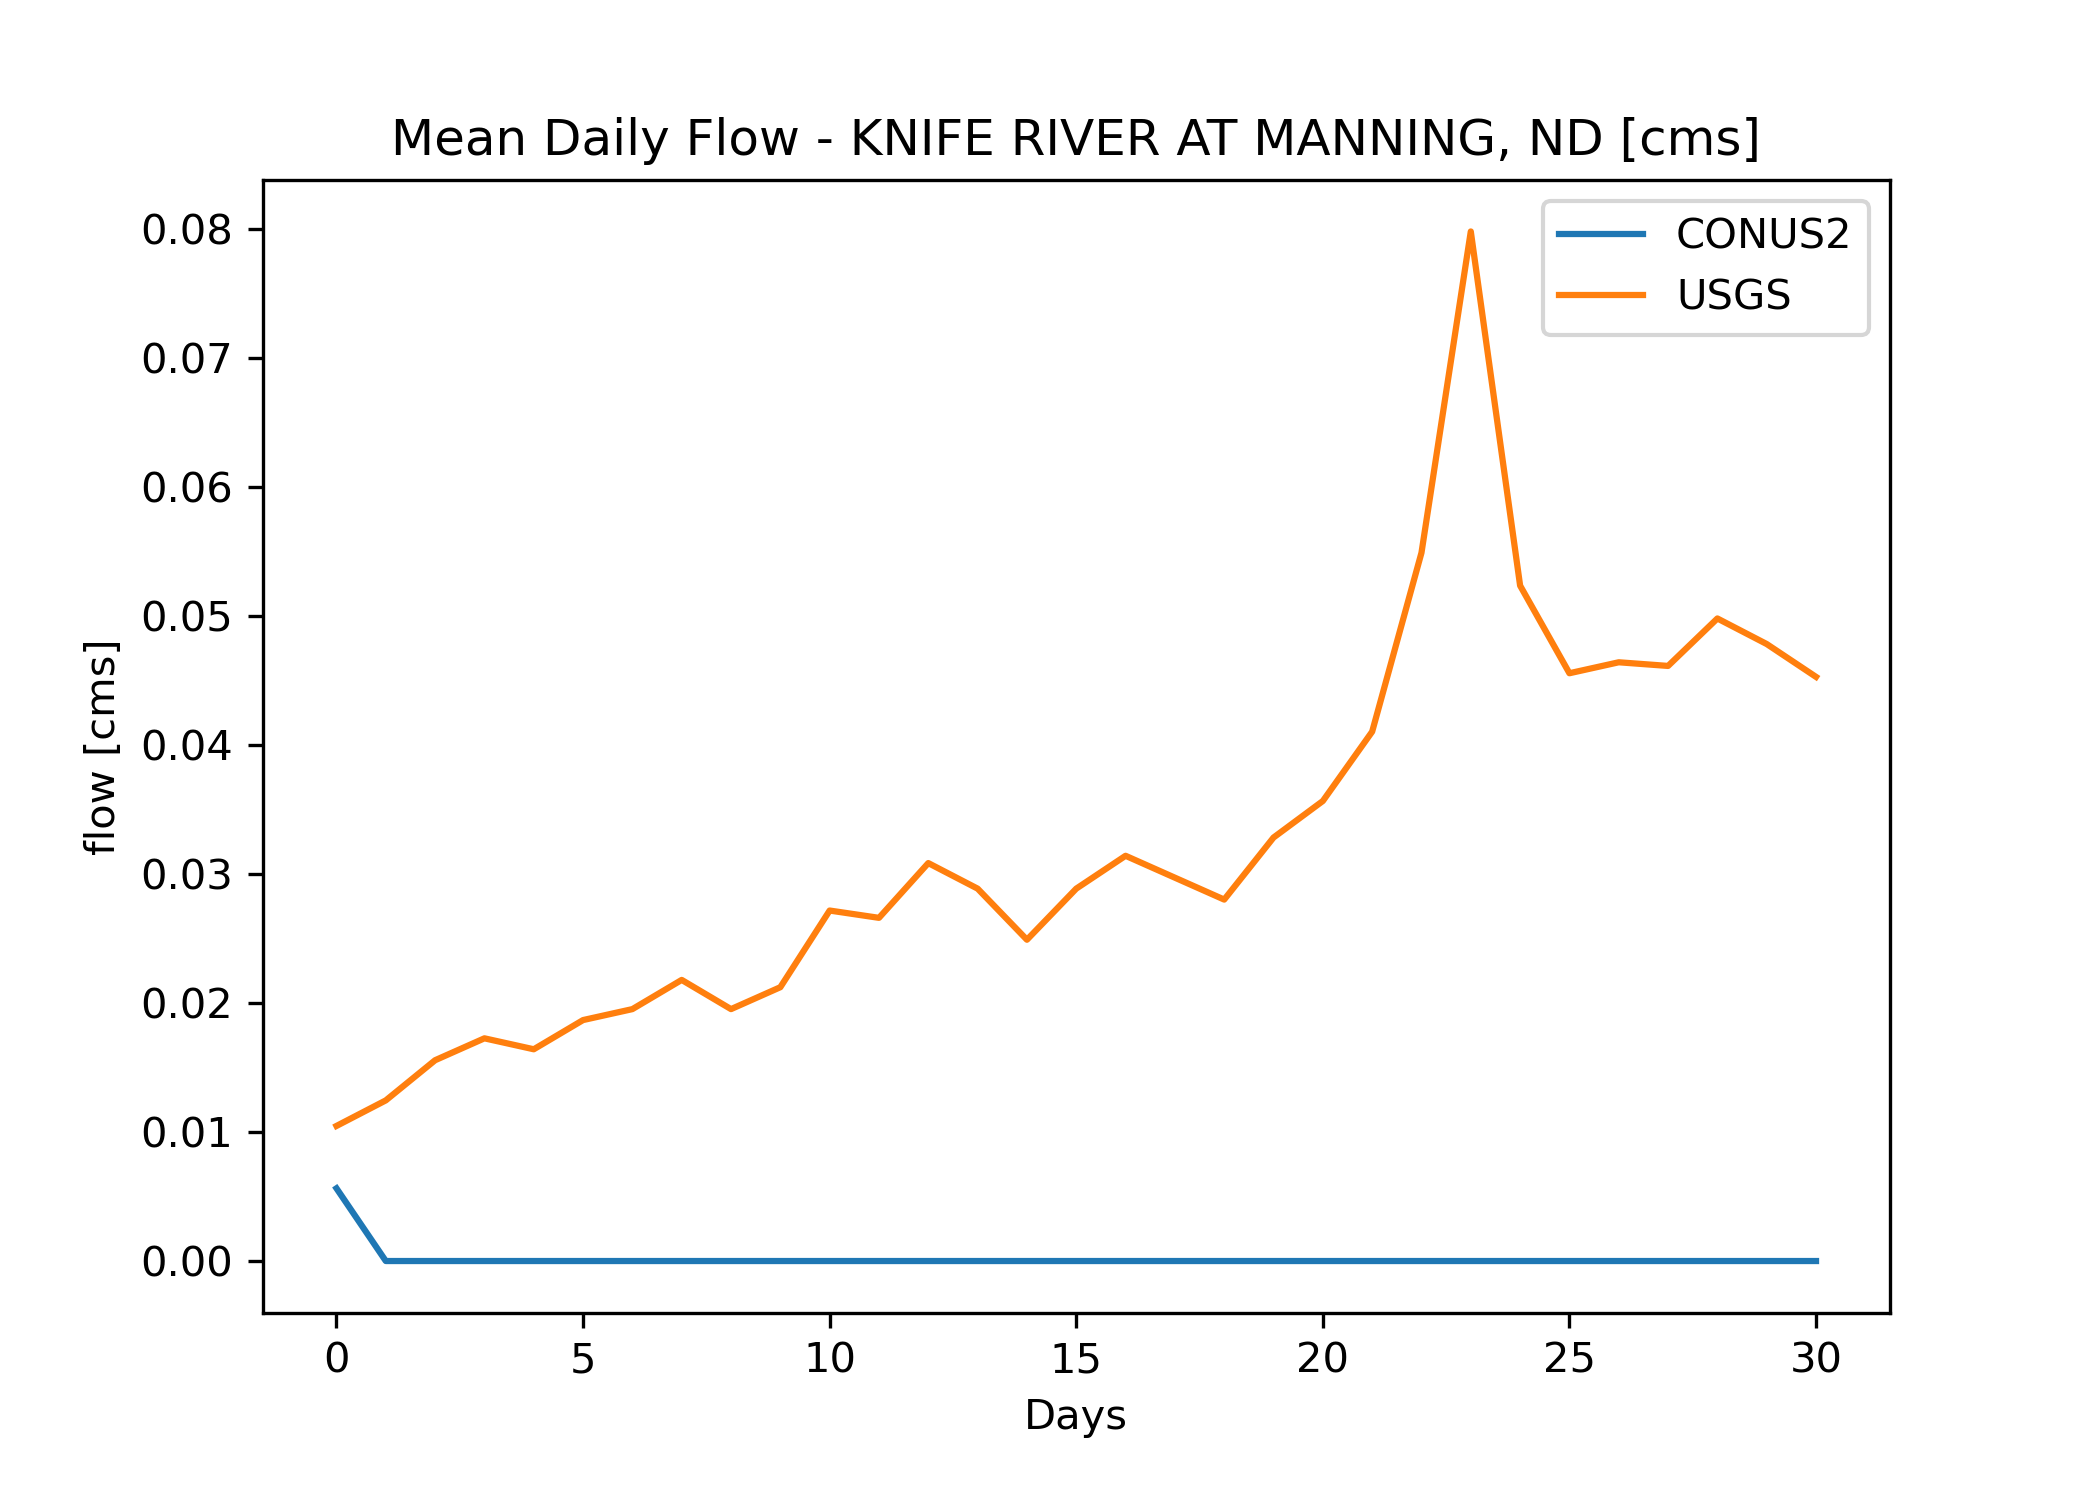 Mean Daily Flow - KNIFE RIVER AT MANNING, ND [cms]
CONUS2
USGS
0.08
0.07
0.06
0.05
0.04
0.03
0.02
0.01
0.00
flow [cms]
0 5 10 15 20 25 30
Days